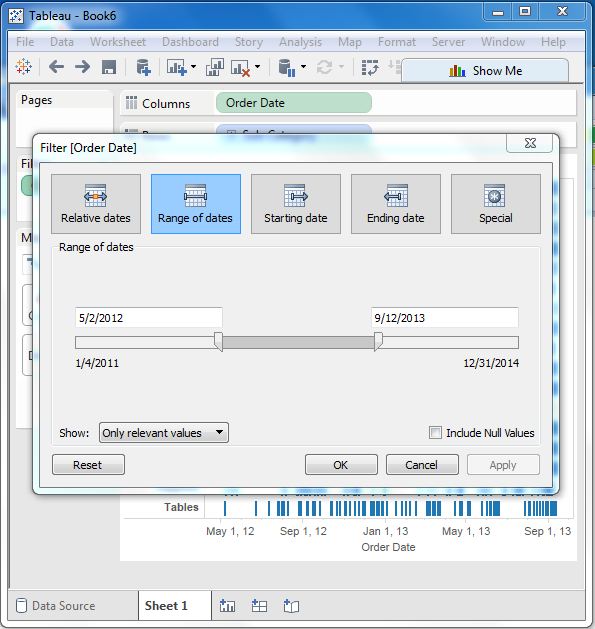 Tableau - Book6
File Data Worksheet Dashboard Story Analysis Map Format Server Window Help
Show Me
Pages
Columns
Order Date
Sub-Category
Filter [Order Date]
Relative dates
Range of dates
Starting date
Ending date
Special
Range of dates
5/2/2012
9/12/2013
1/4/2011
12/31/2014
Show:
Only relevant values
Include Null Values
Reset
OK
Cancel
Apply
Tables
May 1, 12
Sep 1, 12
Jan 1, 13
May 1, 13
Sep 1, 13
Order Date
Data Source
Sheet 1